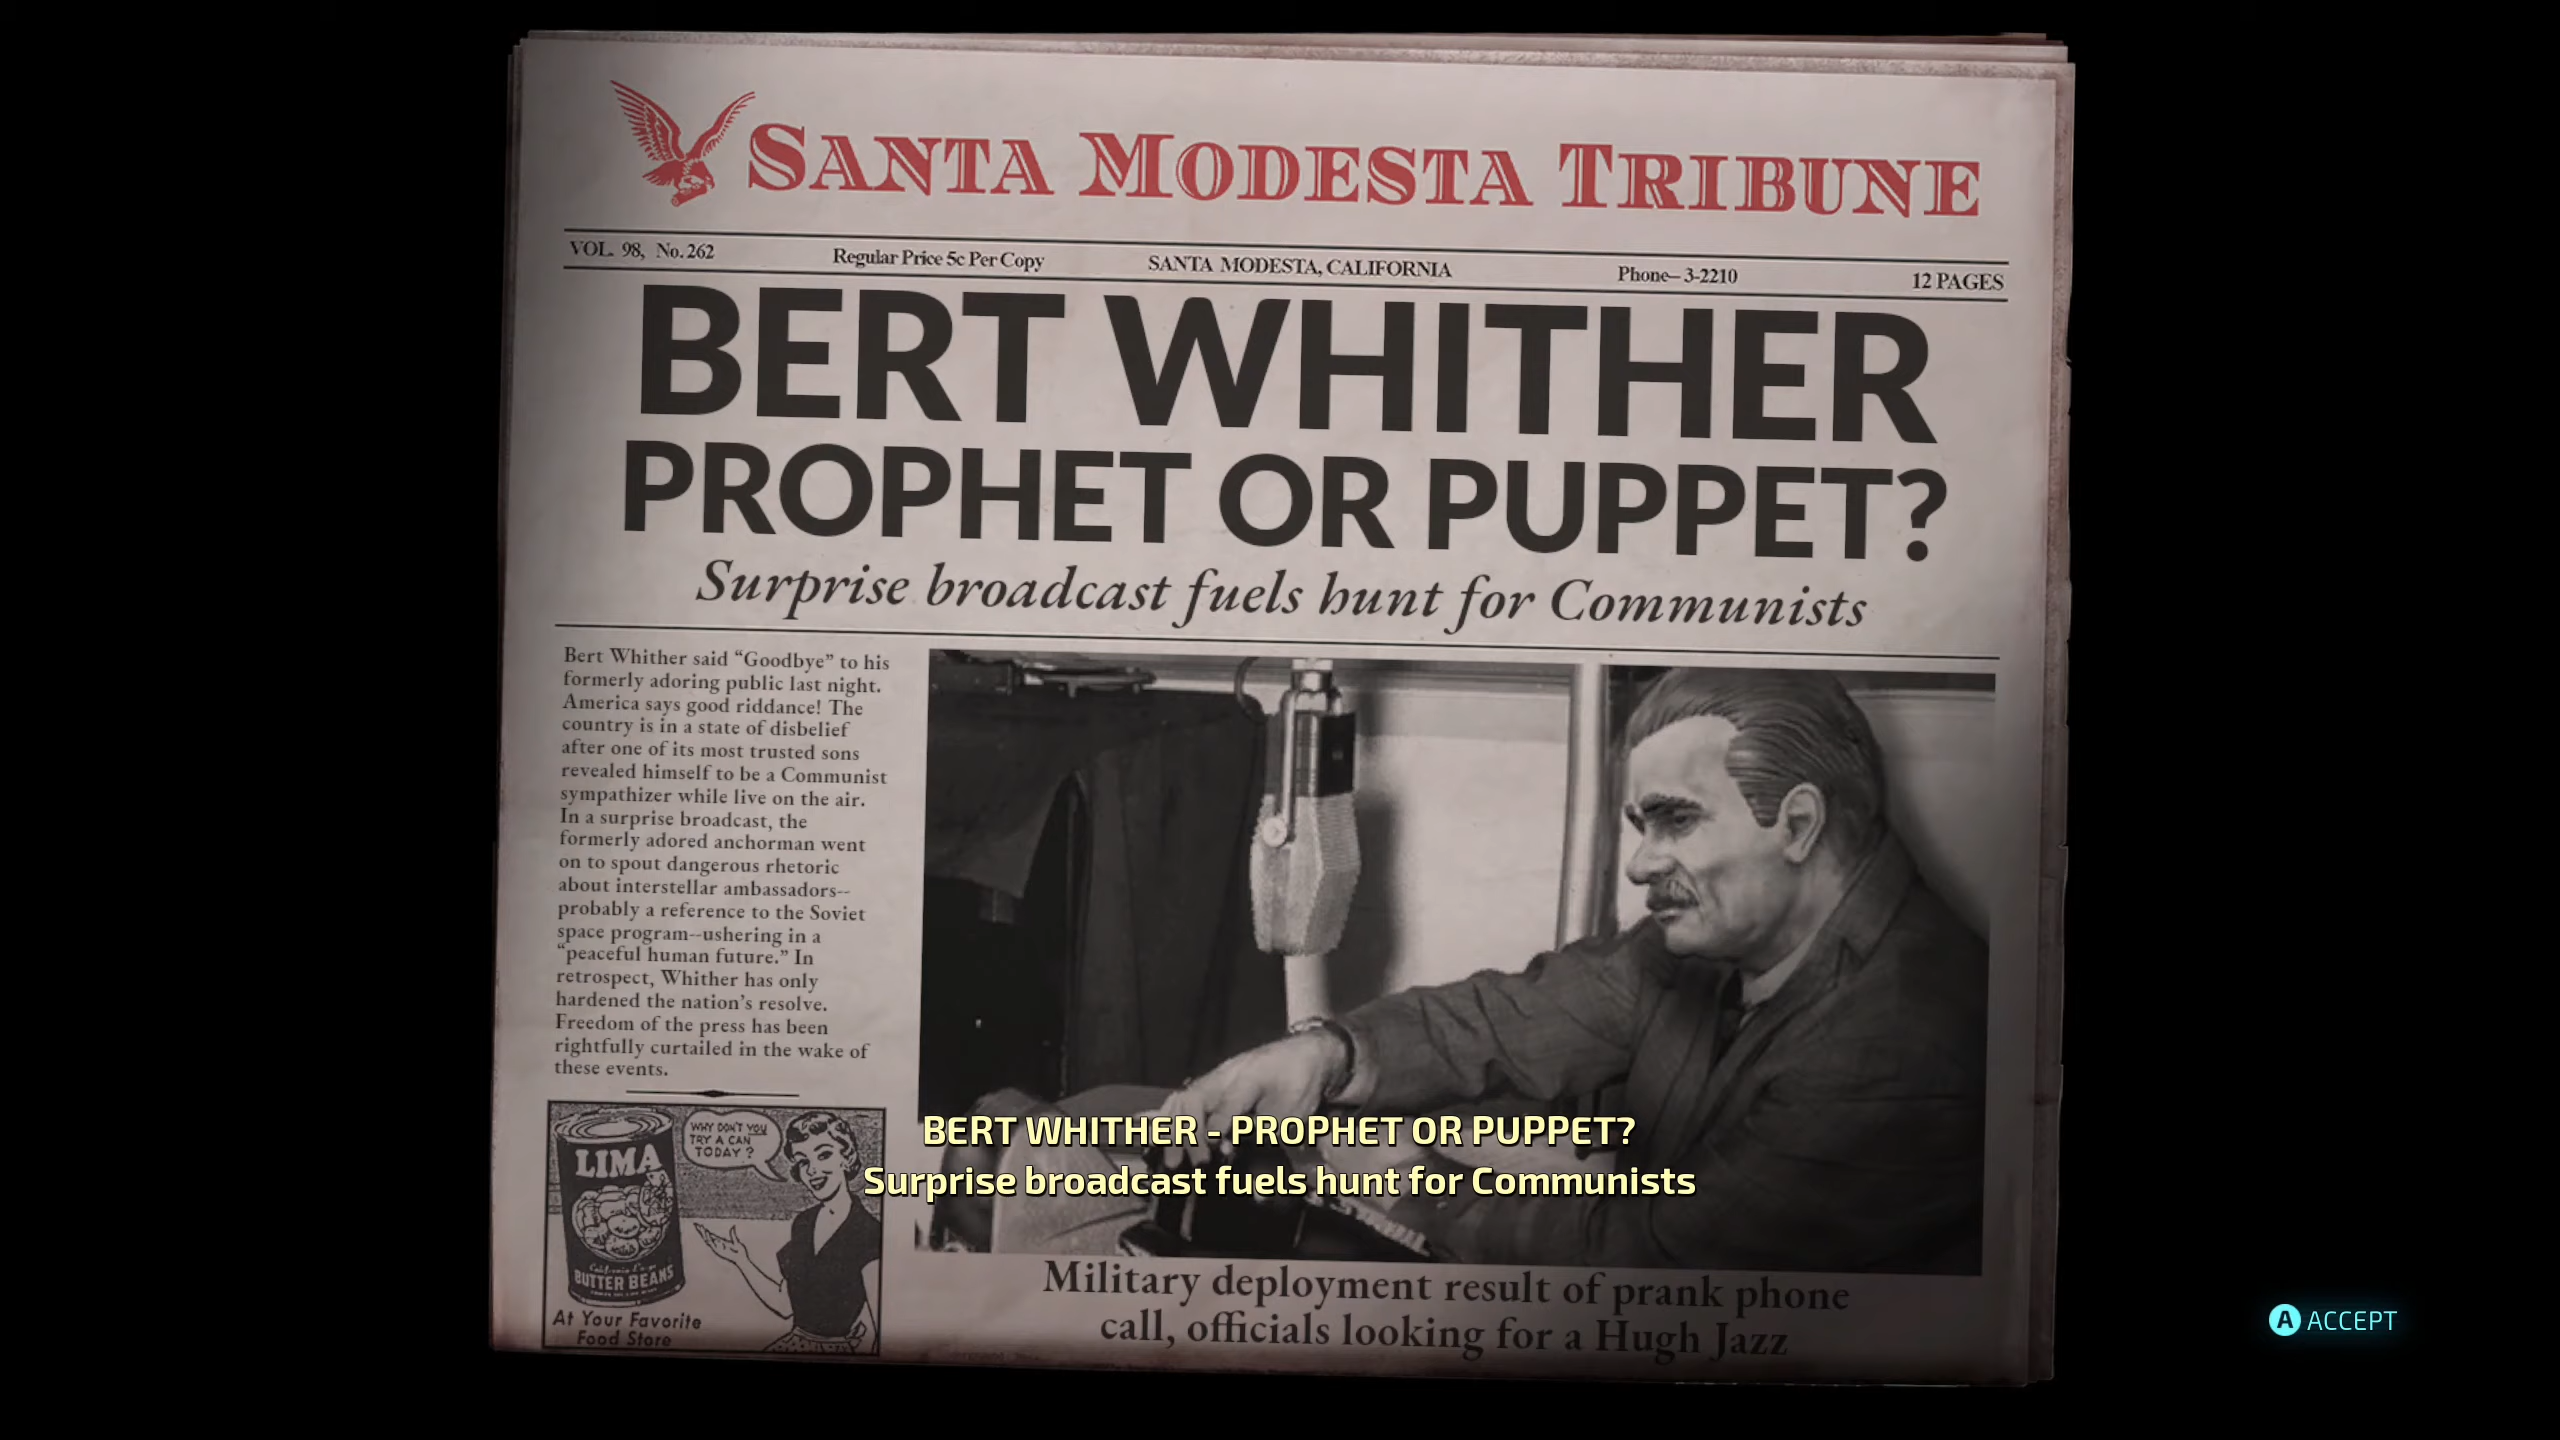 SANTA MODESTA TRIBUNE
VOL. 98, No. 262 Regular Price 5c Per Copy SANTA MODESTA, CALIFORNIA Phone– 3-2210 12 PAGES
BERT WHITHER
PROPHET OR PUPPET?
Surprise broadcast fuels hunt for Communists
Bert Whither said “Goodbye” to his
formerly adoring public last night.
America says good riddance! The
country is in a state of disbelief
after one of its most trusted sons
revealed himself to be a Communist
sympathizer while live on the air.
In a surprise broadcast, the
formerly adored anchorman went
on to spout dangerous rhetoric
about interstellar ambassadors--
probably a reference to the Soviet
space program--ushering in a
“peaceful human future.” In
retrospect, Whither has only
hardened the nation’s resolve.
Freedom of the press has been
rightfully curtailed in the wake of
these events.
WHY DON'T YOU
TRY A CAN
TODAY?
LIMA
BUTTER BEANS
At Your Favorite
Food Store
BERT WHITHER - PROPHET OR PUPPET?
Surprise broadcast fuels hunt for Communists
Military deployment result of prank phone
call, officials looking for a Hugh Jazz
A ACCEPT